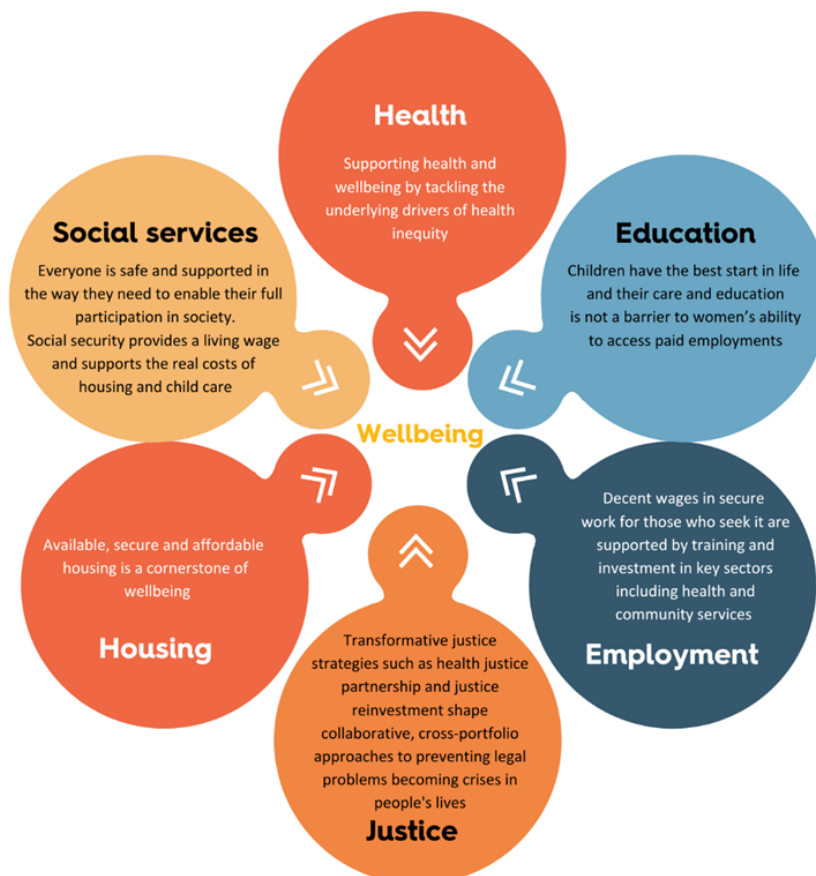 Health
Supporting health and
wellbeing by tackling the
underlying drivers of health
inequity
Social services
Everyone is safe and supported in
the way they need to enable their full
participation in society.
Social security provides a living wage
and supports the real costs of
housing and child care
Education
Children have the best start in life
and their care and education
is not a barrier to women’s ability
to access paid employments
Wellbeing
Available, secure and affordable
housing is a cornerstone of
wellbeing
Housing
Decent wages in secure
work for those who seek it are
supported by training and
investment in key sectors
including health and
community services
Employment
Transformative justice
strategies such as health justice
partnership and justice
reinvestment shape
collaborative, cross-portfolio
approaches to preventing legal
problems becoming crises in
people's lives
Justice